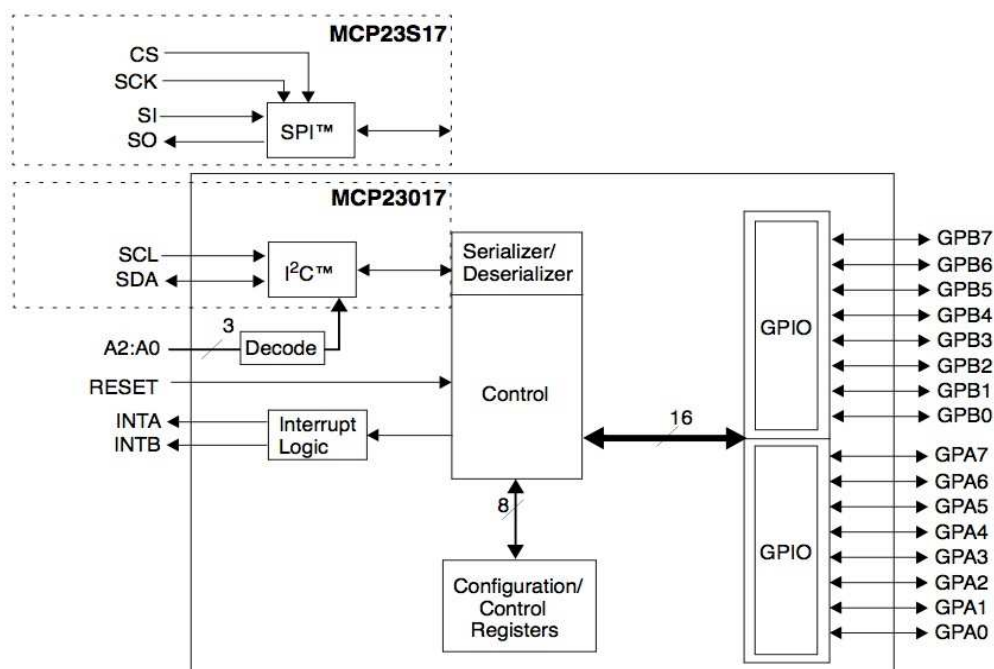 MCP23S17
CS
SCK
SI
SO
SPI™
MCP23017
SCL
SDA
I²C™
Serializer/
Deserializer
3
A2:A0
Decode
RESET
Control
INTA
INTB
Interrupt
Logic
16
8
Configuration/
Control
Registers
GPIO
GPB7
GPB6
GPB5
GPB4
GPB3
GPB2
GPB1
GPB0
GPIO
GPA7
GPA6
GPA5
GPA4
GPA3
GPA2
GPA1
GPA0